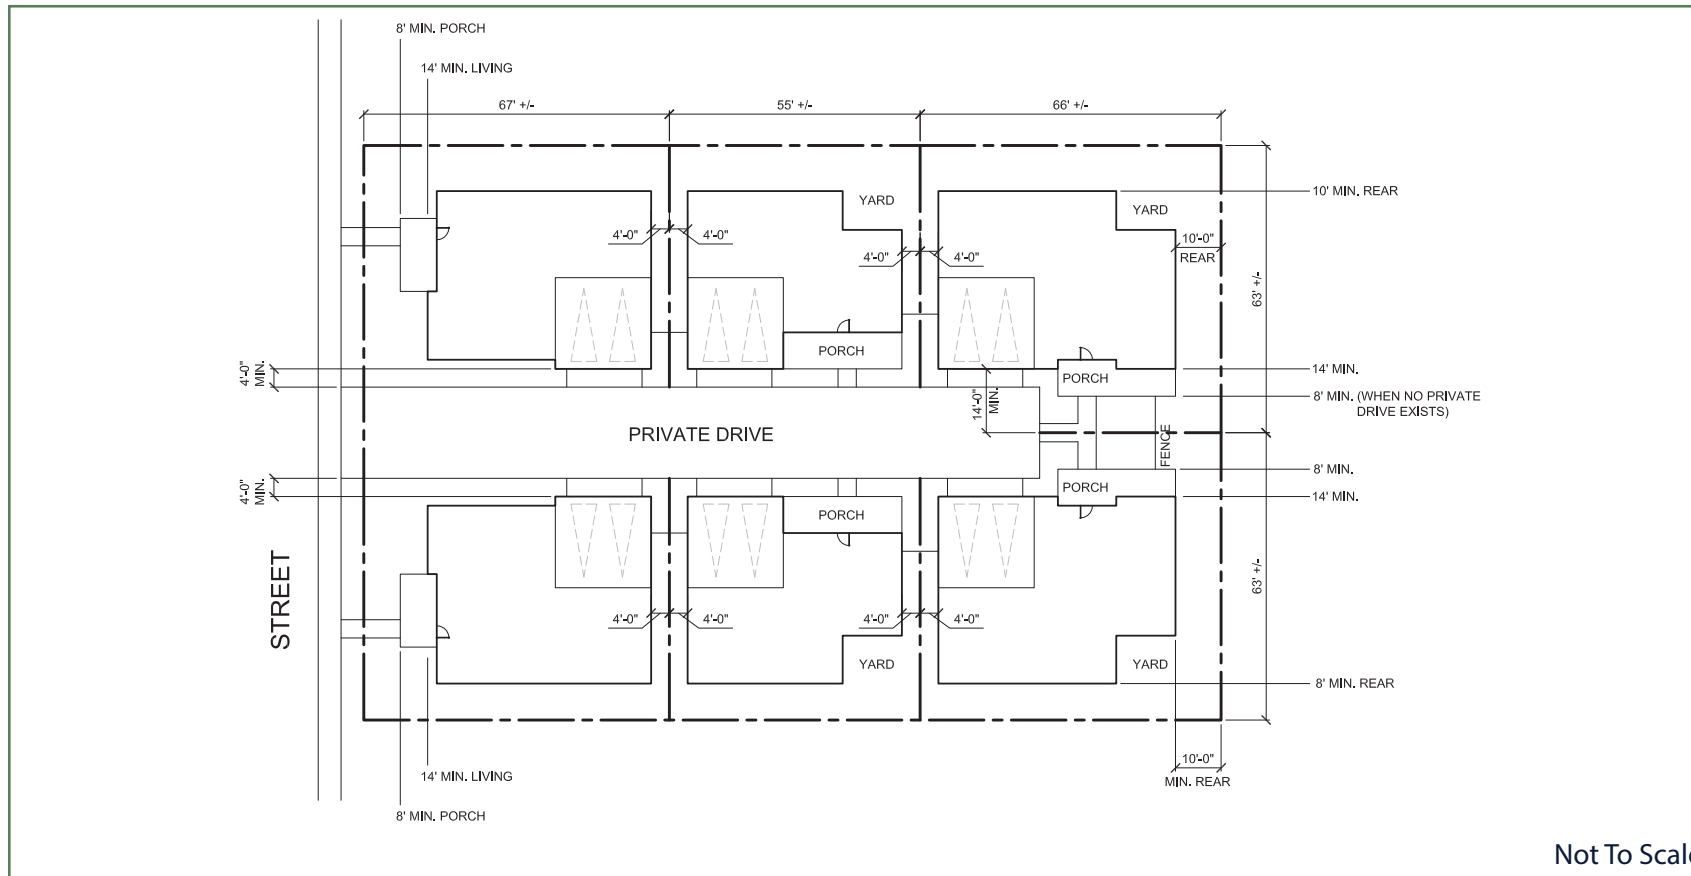 8' MIN. PORCH
14' MIN. LIVING
67' +/-
55' +/-
66' +/-
10' MIN. REAR
YARD
YARD
4'-0"
4'-0"
4'-0"
4'-0"
10'-0"
REAR
63' +/-
PORCH
PORCH
4'-0"
MIN.
14'-0"
MIN.
14' MIN.
8' MIN. (WHEN NO PRIVATE
DRIVE EXISTS)
PRIVATE DRIVE
FENCE
8' MIN.
14' MIN.
4'-0"
MIN.
PORCH
PORCH
STREET
63' +/-
4'-0"
4'-0"
4'-0"
4'-0"
YARD
YARD
8' MIN. REAR
14' MIN. LIVING
10'-0"
MIN. REAR
8' MIN. PORCH
Not To Scale